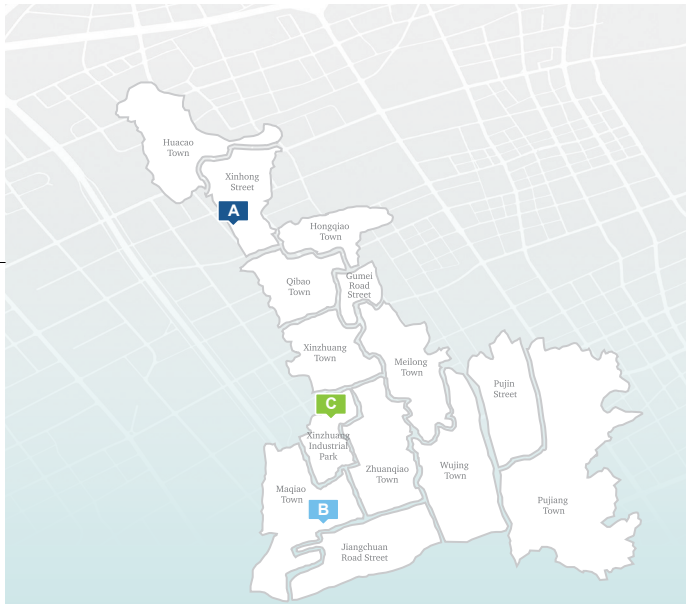 Huacao
Town
Xinhong
Street
A
Hongqiao
Town
Qibao
Town
Gumei
Road
Street
Xinzhuang
Town
Meilong
Town
Pujin
Street
C
Xinzhuang
Industrial
Park
Zhuanqiao
Town
Wujing
Town
Maqiao
Town
B
Pujiang
Town
Jiangchuan
Road Street